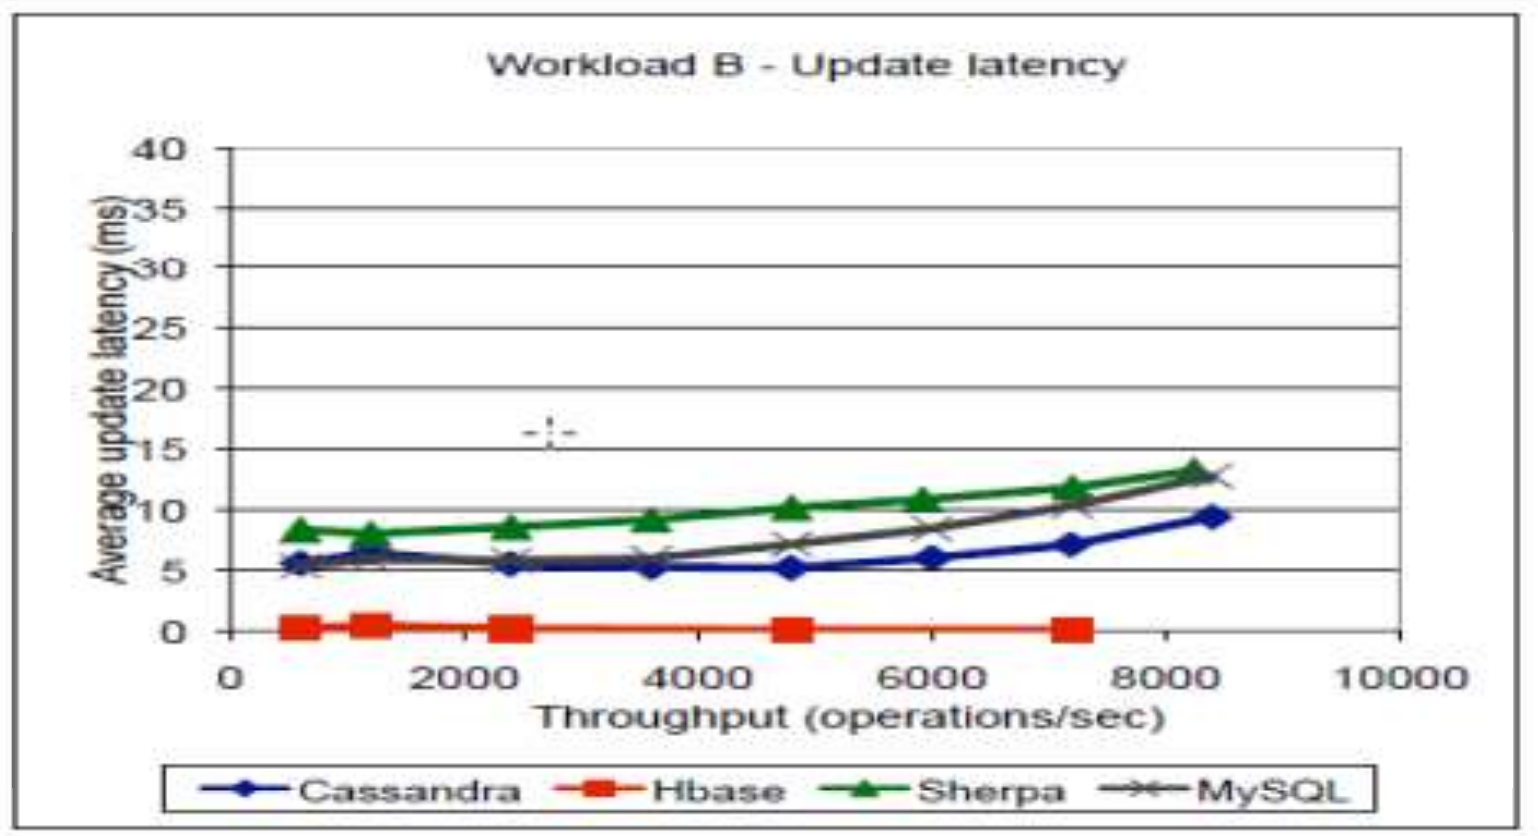 Workload B - Update latency
Average update latency (ms)
40
35
30
25
20
15
10
5
0
0 2000 4000 6000 8000 10000
Throughput (operations/sec)
Cassandra Hbase Sherpa MySQL